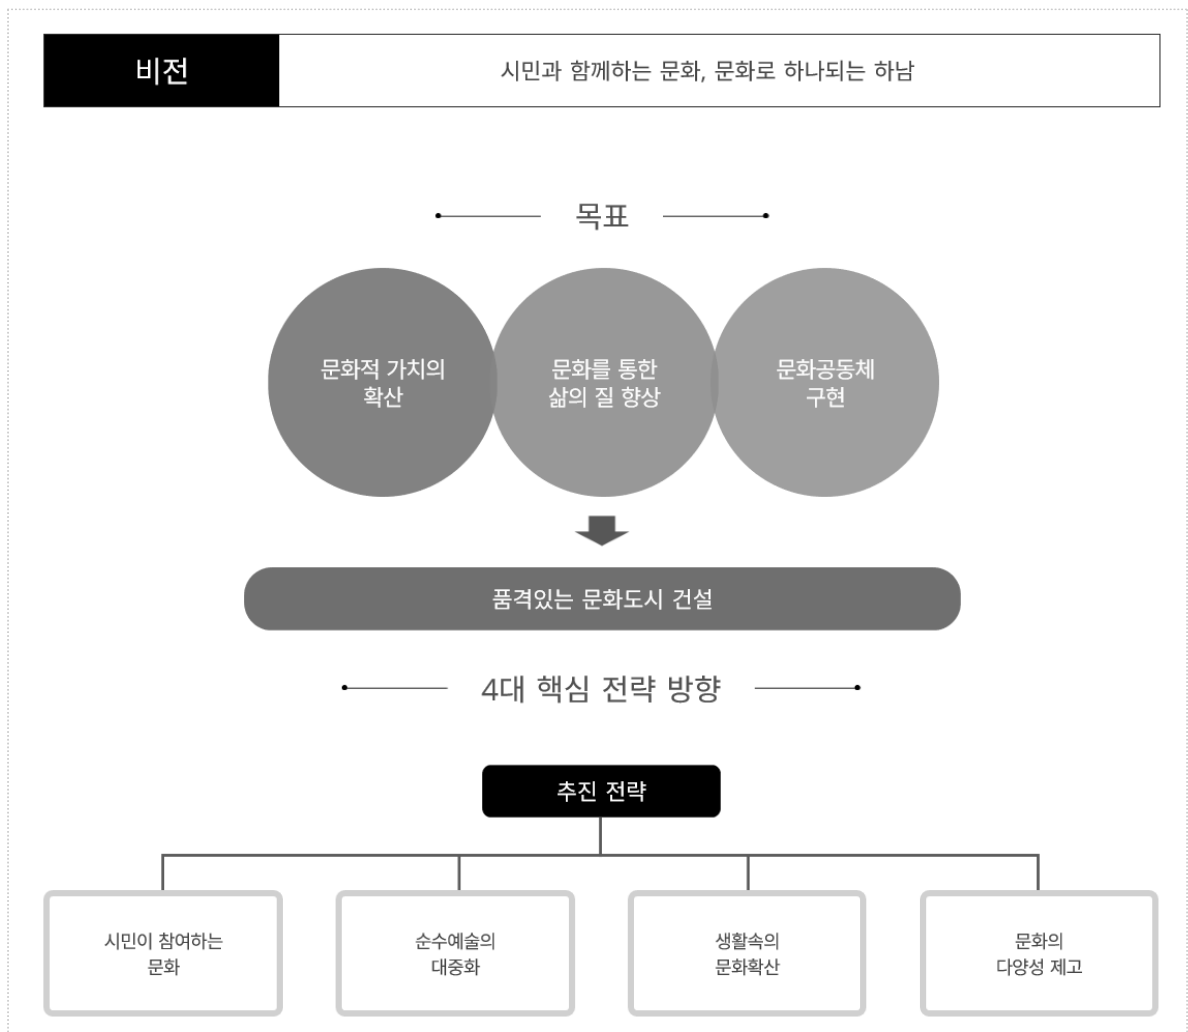 비전
시민과 함께하는 문화, 문화로 하나되는 하남
목표
문화적 가치의
확산
문화를 통한
삶의 질 향상
문화공동체
구현
품격있는 문화도시 건설
4대 핵심 전략 방향
추진 전략
시민이 참여하는
문화
순수예술의
대중화
생활속의
문화확산
문화의
다양성 제고